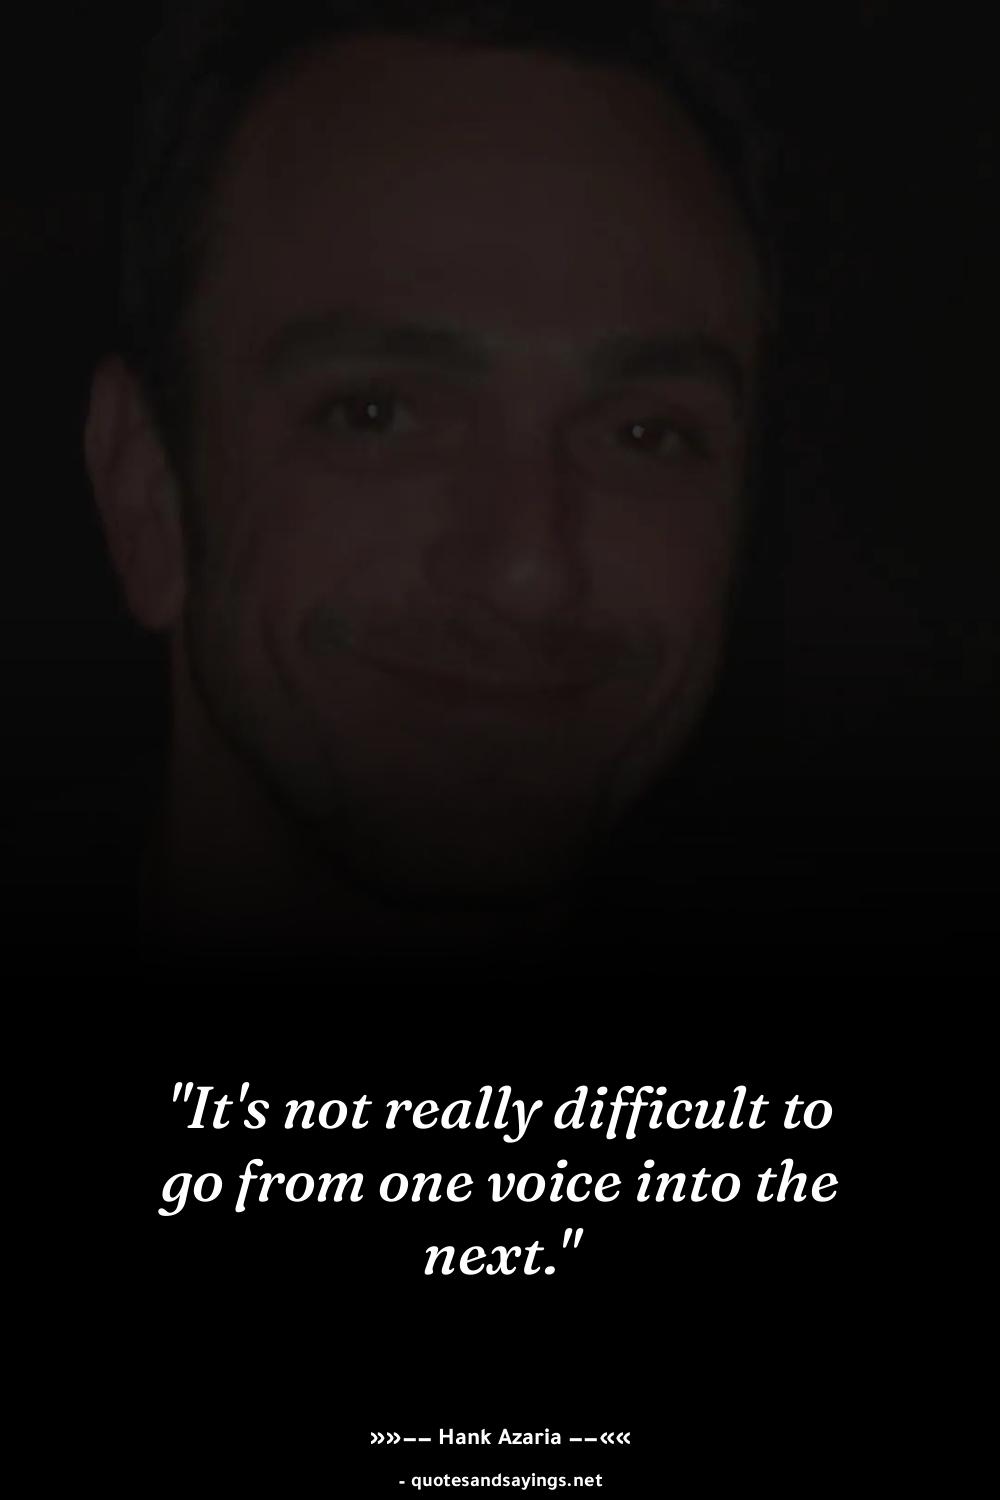 "It's not really difficult to
go from one voice into the
next."
»»—— Hank Azaria ——««
- quotesandsayings.net